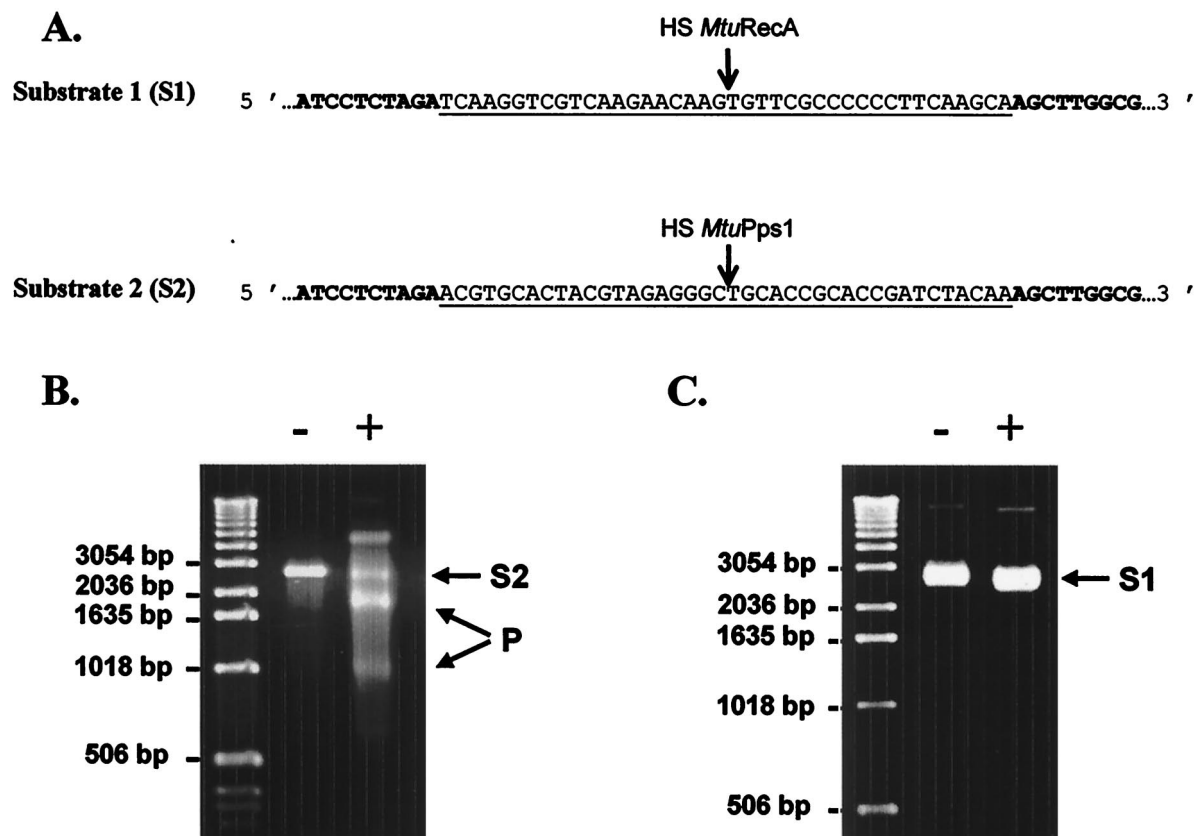 A.
HS MtuRecA
Substrate 1 (S1) 5 '…ATCCTCTAGATCAAGGTCGTCAAGAACAAGTGTTCGCCCCCCTTCAAGCAAGCTTGGCG…3 '
HS MtuPps1
Substrate 2 (S2) 5 '…ATCCTCTAGAACGTGCACTACGTAGAGGGCTGCACCGCACCGATCTACAAAGCTTGGCG…3 '
B.
C.
- +
- +
3054 bp
2036 bp
1635 bp
1018 bp
506 bp
S2
P
3054 bp
2036 bp
1635 bp
1018 bp
506 bp
S1